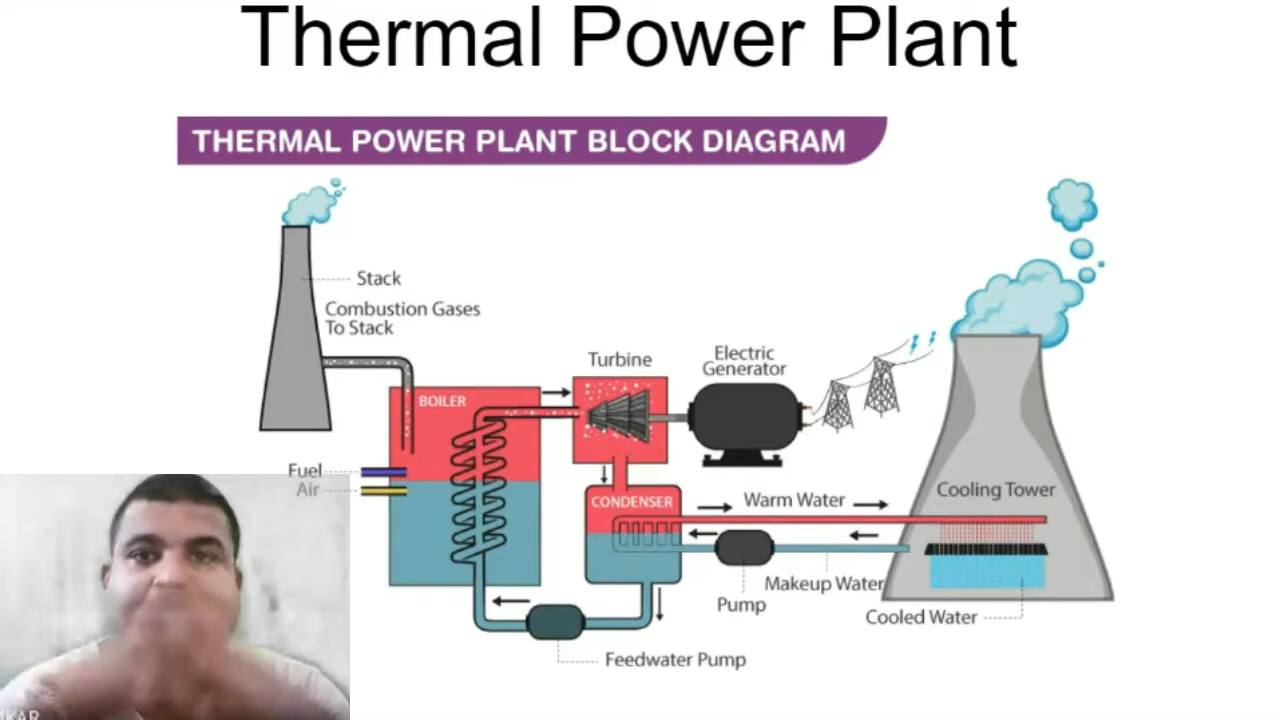 Thermal Power Plant
THERMAL POWER PLANT BLOCK DIAGRAM
Stack
Combustion Gases
To Stack
Turbine
Electric
Generator
BOILER
Fuel
Air
CONDENSER
Warm Water
Cooling Tower
Makeup Water
Pump
Cooled Water
Feedwater Pump